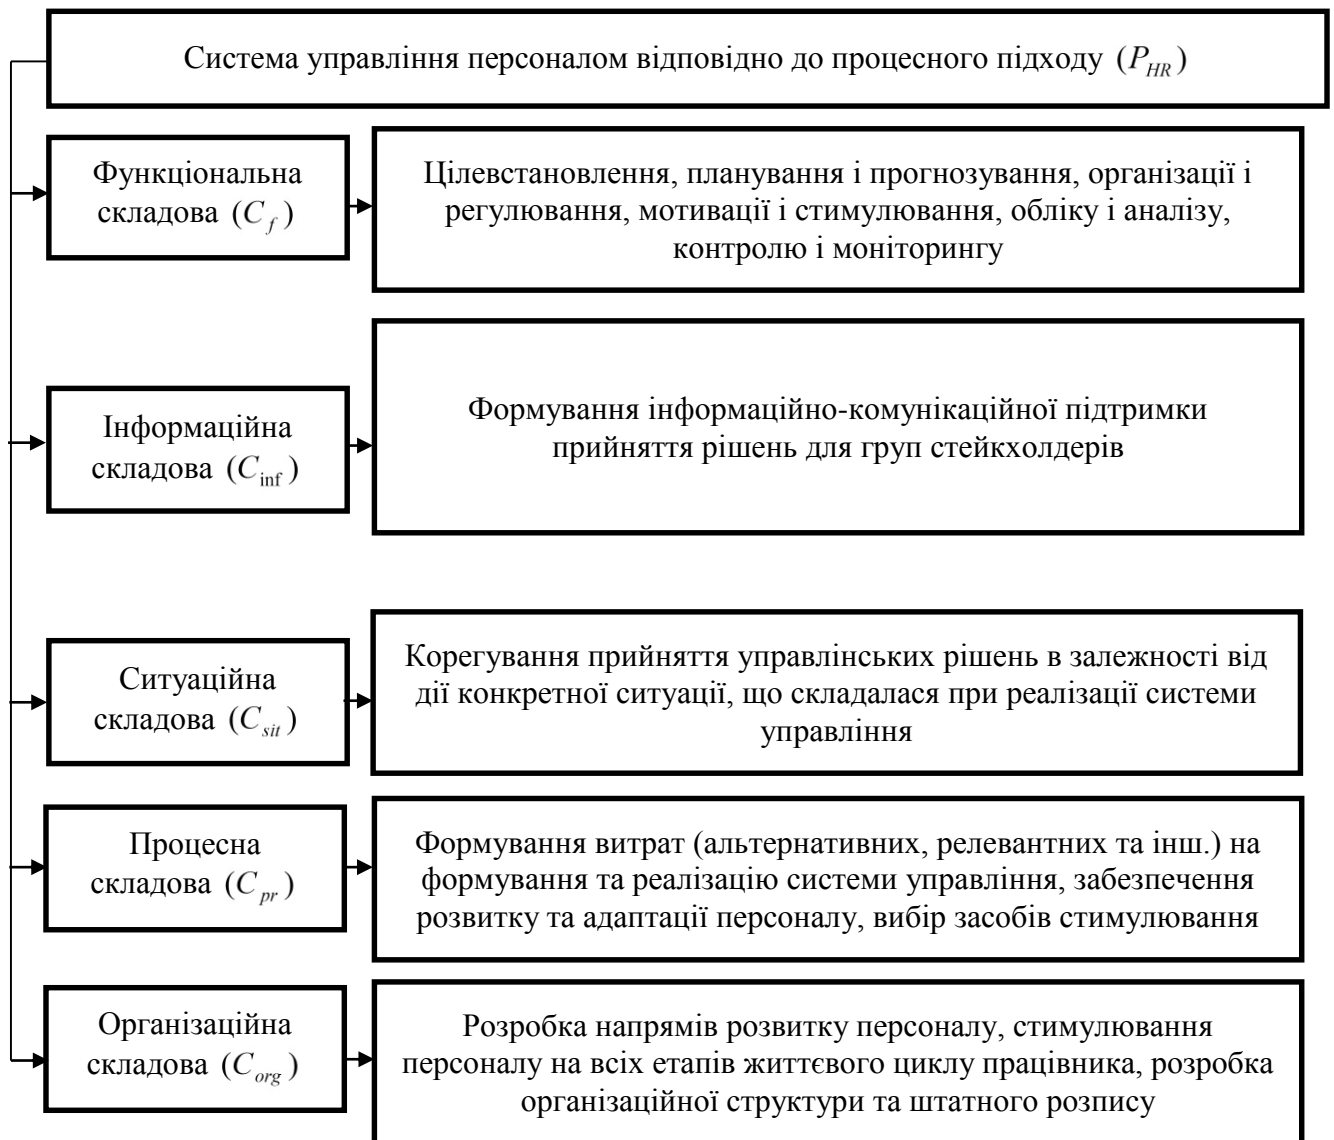 Система управління персоналом відповідно до процесного підходу (P_HR)
Функціональна
складова (C_f)
Цілевстановлення, планування і прогнозування, організації і
регулювання, мотивації і стимулювання, обліку і аналізу,
контролю і моніторингу
Інформаційна
складова (C_inf)
Формування інформаційно-комунікаційної підтримки
прийняття рішень для груп стейкхолдерів
Ситуаційна
складова (C_sit)
Корегування прийняття управлінських рішень в залежності від
дії конкретної ситуації, що складалася при реалізації системи
управління
Процесна
складова (C_pr)
Формування витрат (альтернативних, релевантних та інш.) на
формування та реалізацію системи управління, забезпечення
розвитку та адаптації персоналу, вибір засобів стимулювання
Організаційна
складова (C_org)
Розробка напрямів розвитку персоналу, стимулювання
персоналу на всіх етапів життєвого циклу працівника, розробка
організаційної структури та штатного розпису